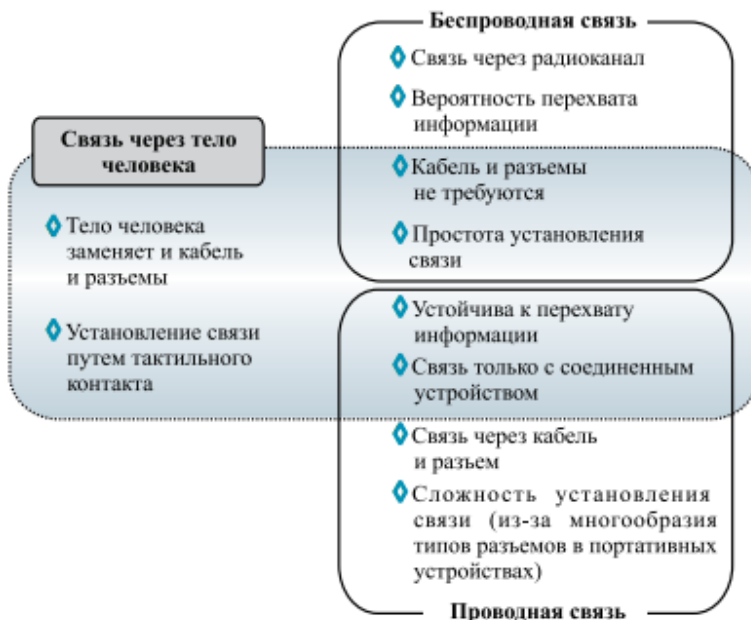 Беспроводная связь
Связь через радиоканал
Вероятность перехвата
информации
Кабель и разъемы
не требуются
Простота установления
связи
Связь через тело
человека
Тело человека
заменяет и кабель
и разъемы
Установление связи
путем тактильного
контакта
Устойчива к перехвату
информации
Связь только с соединенным
устройством
Связь через кабель
и разъем
Сложность установления
связи (из-за многообразия
типов разъемов в портативных
устройствах)
Проводная связь